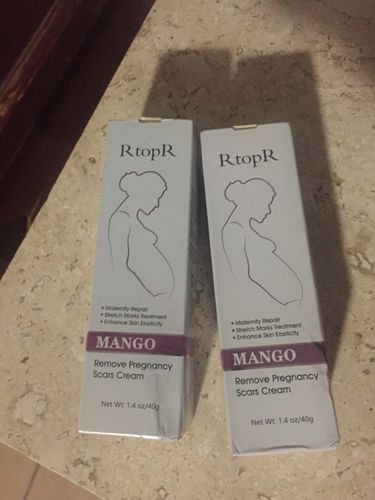 RtopR
• Maternity Repair
• Stretch Marks Treatment
• Enhance Skin Elasticity
MANGO
Remove Pregnancy
Scars Cream
Net Wt: 1.4 oz/40g
RtopR
• Maternity Repair
• Stretch Marks Treatment
• Enhance Skin Elasticity
MANGO
Remove Pregnancy
Scars Cream
Net Wt: 1.4 oz/40g